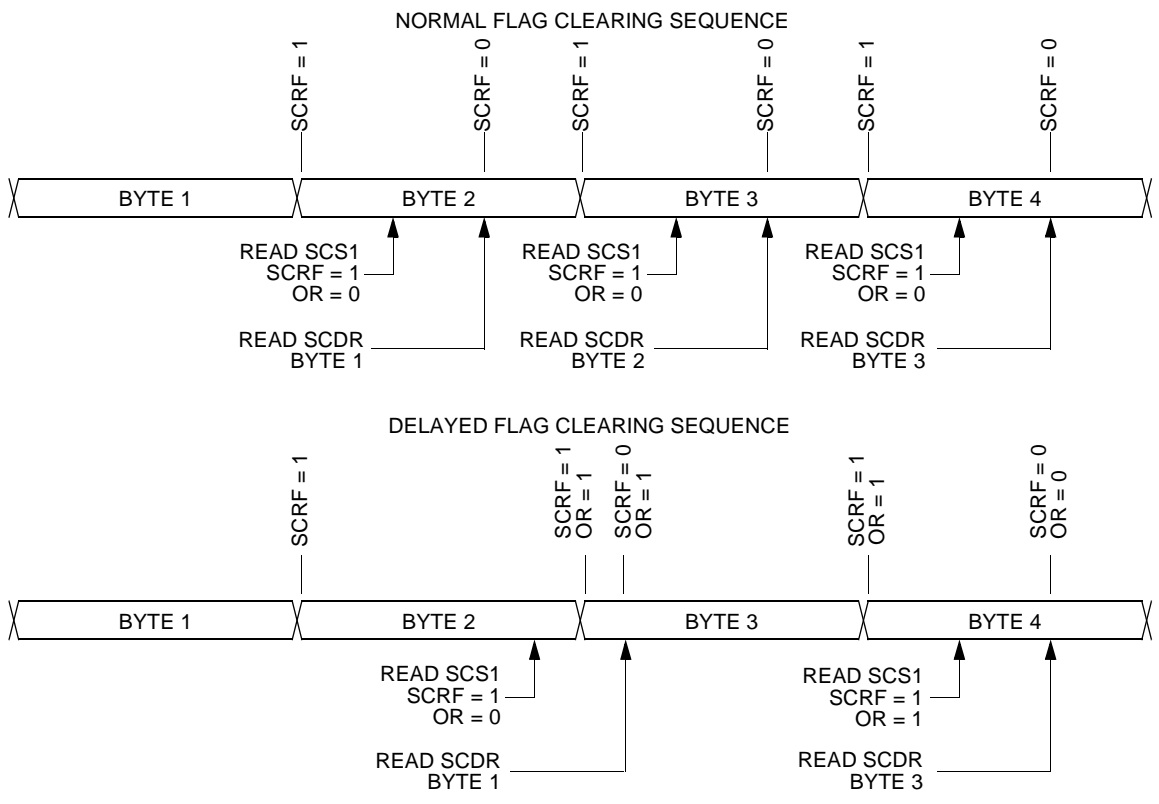 NORMAL FLAG CLEARING SEQUENCE
SCRF = 1
SCRF = 0
SCRF = 1
SCRF = 0
SCRF = 1
SCRF = 0
BYTE 1
BYTE 2
BYTE 3
BYTE 4
READ SCS1
SCRF = 1
OR = 0
READ SCS1
SCRF = 1
OR = 0
READ SCS1
SCRF = 1
OR = 0
READ SCDR
BYTE 1
READ SCDR
BYTE 2
READ SCDR
BYTE 3
DELAYED FLAG CLEARING SEQUENCE
SCRF = 1
SCRF = 1
OR = 1
SCRF = 0
OR = 1
SCRF = 1
OR = 1
SCRF = 0
OR = 0
BYTE 1
BYTE 2
BYTE 3
BYTE 4
READ SCS1
SCRF = 1
OR = 0
READ SCS1
SCRF = 1
OR = 1
READ SCDR
BYTE 1
READ SCDR
BYTE 3